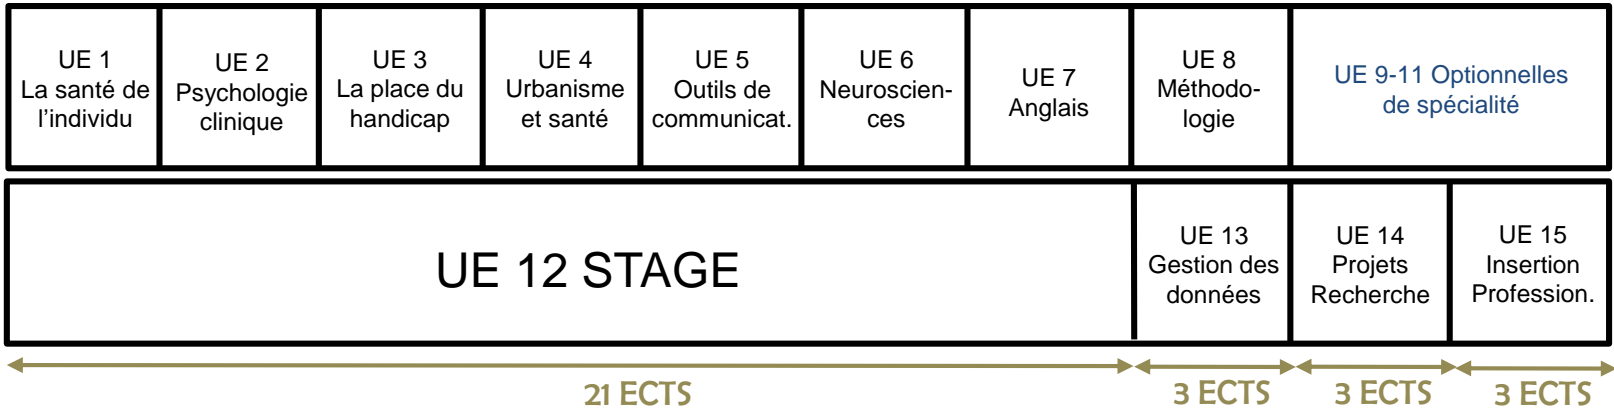 UE 1
La santé de
l’individu
UE 2
Psychologie
clinique
UE 3
La place du
handicap
UE 4
Urbanisme
et santé
UE 5
Outils de
communicat.
UE 6
Neuroscien-
ces
UE 7
Anglais
UE 8
Méthodo-
logie
UE 9-11 Optionnelles
de spécialité
UE 12 STAGE
UE 13
Gestion des
données
UE 14
Projets
Recherche
UE 15
Insertion
Profession.
21 ECTS
3 ECTS
3 ECTS
3 ECTS